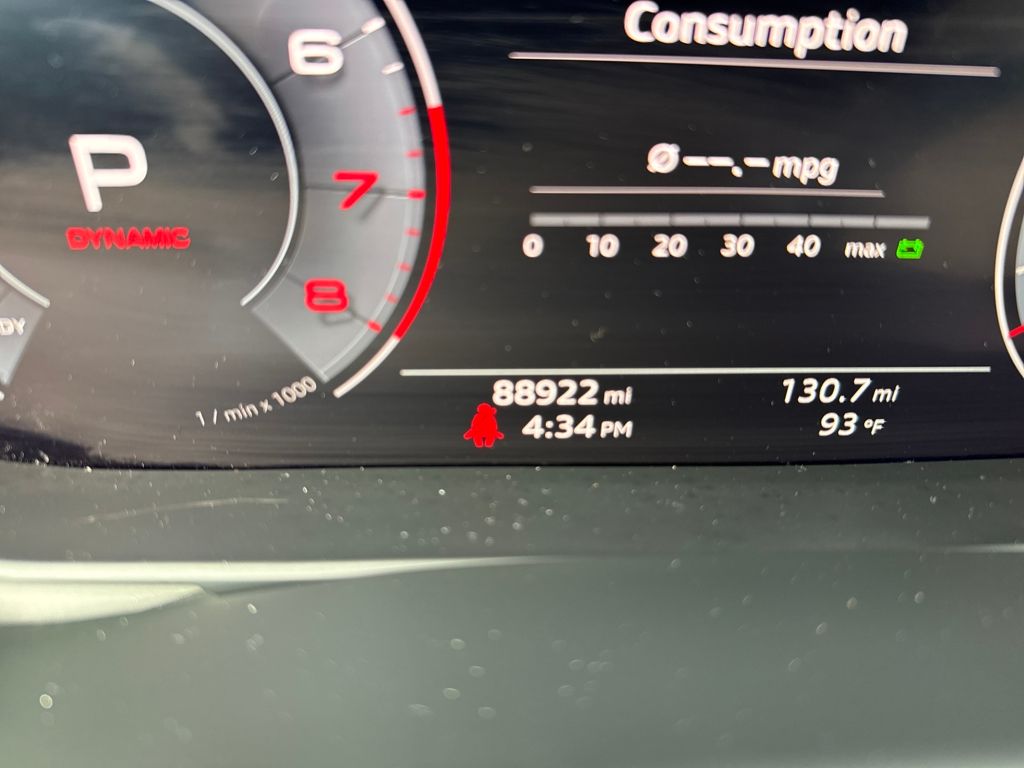 Consumption
6
P
7
DYNAMIC
Ø --.- mpg
0 10 20 30 40 max
8
DY
1 / min x 1000
88922 mi
130.7 mi
4:34 PM
93 °F